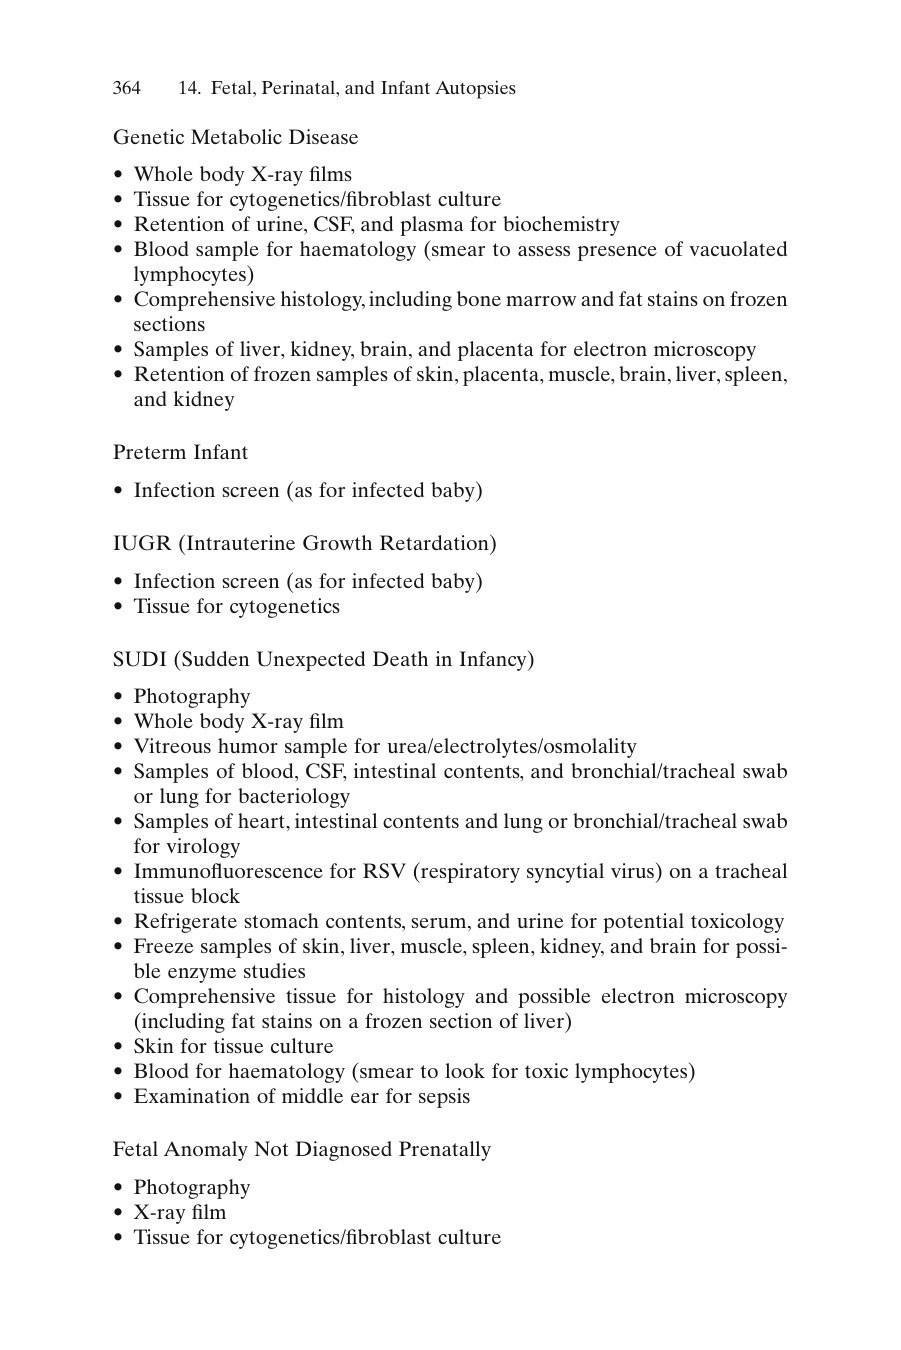 364 14. Fetal, Perinatal, and Infant Autopsies
Genetic Metabolic Disease
• Whole body X-ray films
• Tissue for cytogenetics/fibroblast culture
• Retention of urine, CSF, and plasma for biochemistry
• Blood sample for haematology (smear to assess presence of vacuolated
lymphocytes)
• Comprehensive histology, including bone marrow and fat stains on frozen
sections
• Samples of liver, kidney, brain, and placenta for electron microscopy
• Retention of frozen samples of skin, placenta, muscle, brain, liver, spleen,
and kidney
Preterm Infant
• Infection screen (as for infected baby)
IUGR (Intrauterine Growth Retardation)
• Infection screen (as for infected baby)
• Tissue for cytogenetics
SUDI (Sudden Unexpected Death in Infancy)
• Photography
• Whole body X-ray film
• Vitreous humor sample for urea/electrolytes/osmolality
• Samples of blood, CSF, intestinal contents, and bronchial/tracheal swab
or lung for bacteriology
• Samples of heart, intestinal contents and lung or bronchial/tracheal swab
for virology
• Immunofluorescence for RSV (respiratory syncytial virus) on a tracheal
tissue block
• Refrigerate stomach contents, serum, and urine for potential toxicology
• Freeze samples of skin, liver, muscle, spleen, kidney, and brain for possi-
ble enzyme studies
• Comprehensive tissue for histology and possible electron microscopy
(including fat stains on a frozen section of liver)
• Skin for tissue culture
• Blood for haematology (smear to look for toxic lymphocytes)
• Examination of middle ear for sepsis
Fetal Anomaly Not Diagnosed Prenatally
• Photography
• X-ray film
• Tissue for cytogenetics/fibroblast culture